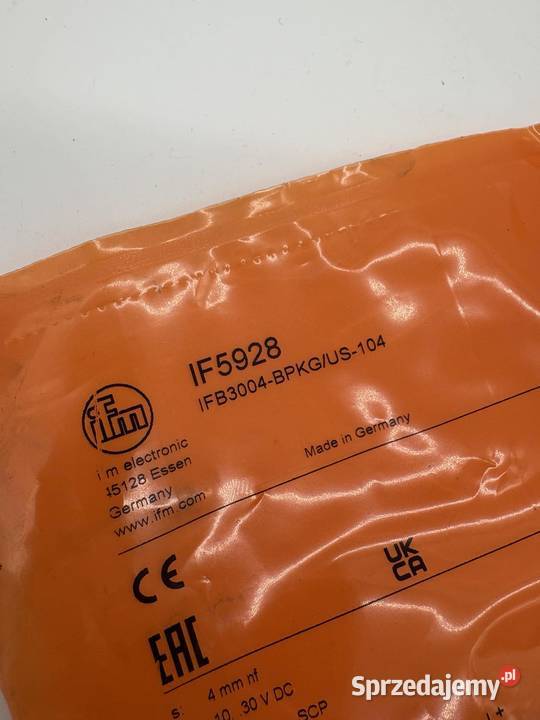 IF5928
IFB3004-BPKG/US-104
ifm
Made in Germany
ifm electronic
45128 Essen
Germany
www.ifm.com
CE
UK
CA
EAC
s: 4 mm nf
10...30 V DC
SCP
Sprzedajemy.pl